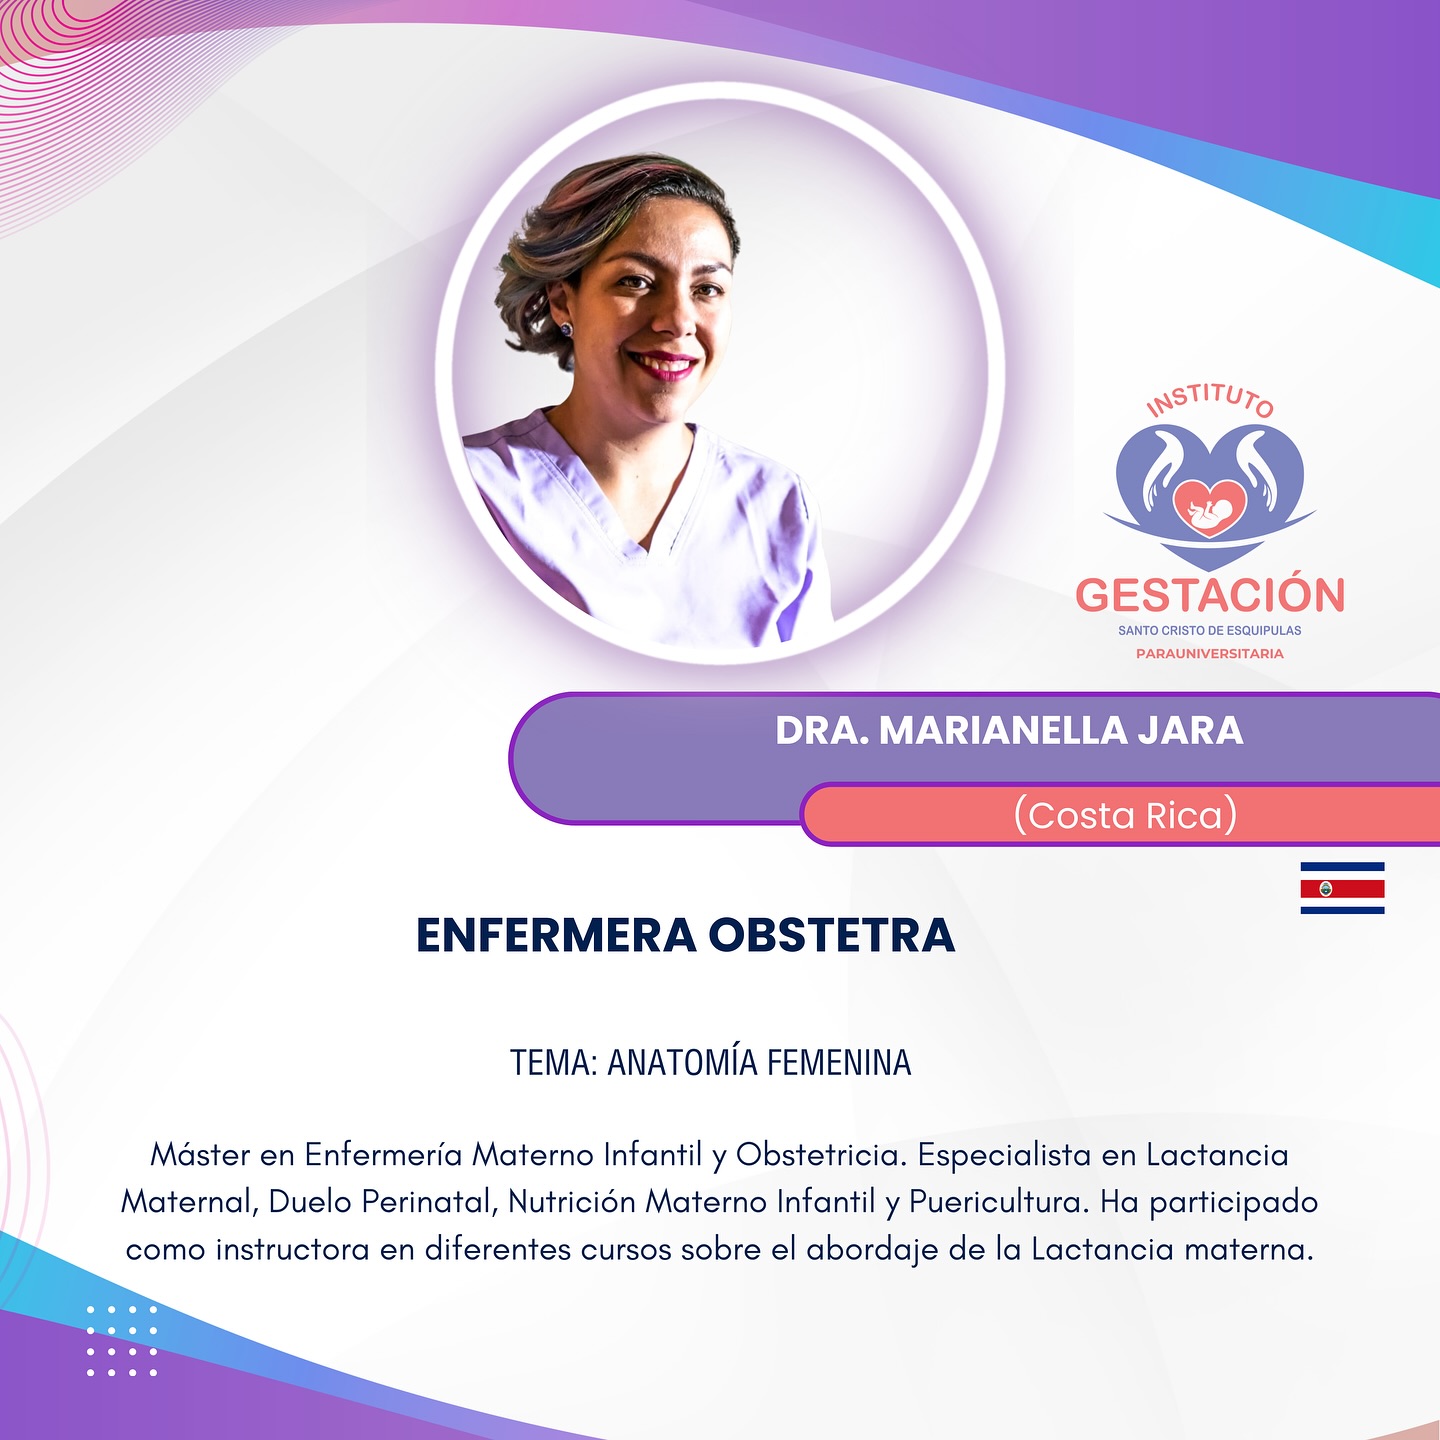 INSTITUTO
GESTACIÓN
SANTO CRISTO DE ESQUIPULAS
PARAUNIVERSITARIA
DRA. MARIANELLA JARA
(Costa Rica)
ENFERMERA OBSTETRA
TEMA: ANATOMÍA FEMENINA
Máster en Enfermería Materno Infantil y Obstetricia. Especialista en Lactancia
Maternal, Duelo Perinatal, Nutrición Materno Infantil y Puericultura. Ha participado
como instructora en diferentes cursos sobre el abordaje de la Lactancia materna.